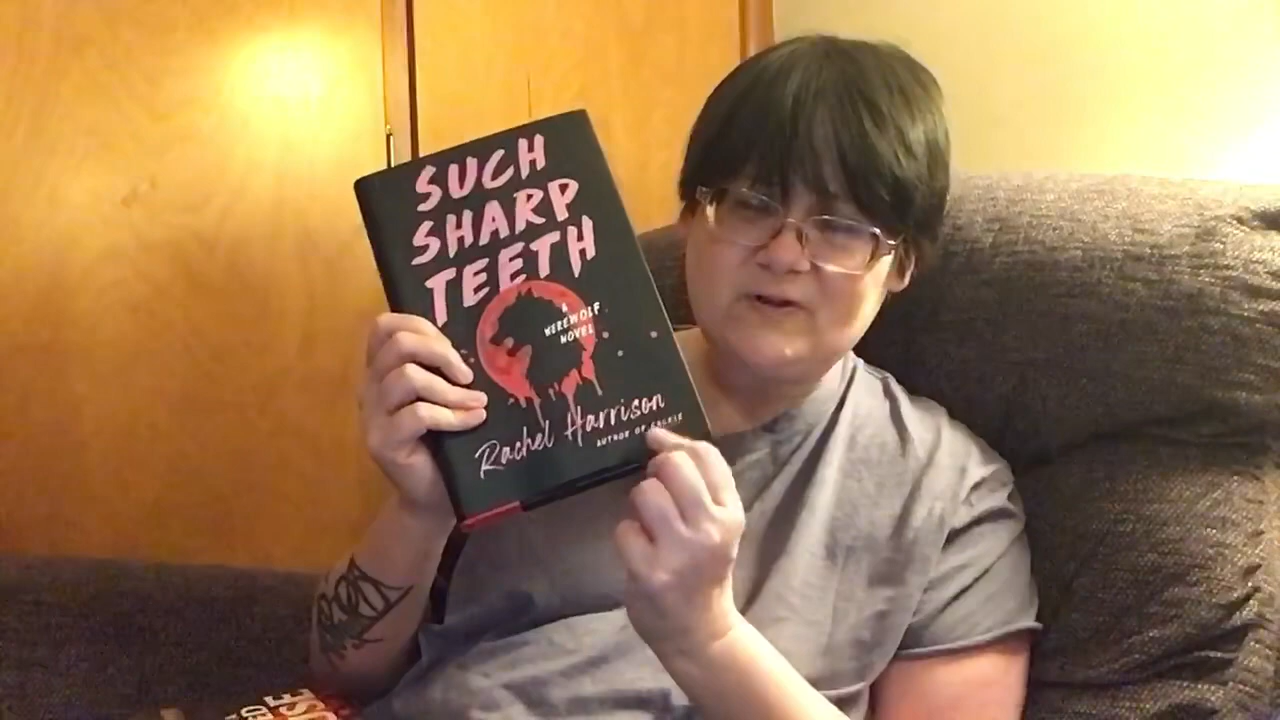 SUCH
SHARP
TEETH
A
WEREWOLF
NOVEL
Rachel Harrison
AUTHOR OF CACKLE